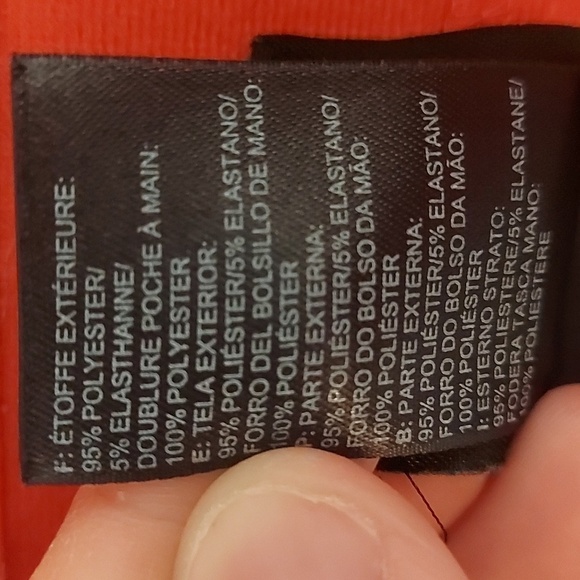 F: ÉTOFFE EXTÉRIEURE:
95% POLYESTER/
5% ELASTHANNE/
DOUBLURE POCHE À MAIN:
100% POLYESTER
E: TELA EXTERIOR:
95% POLIÉSTER/5% ELASTANO/
FORRO DEL BOLSILLO DE MANO:
100% POLIÉSTER
P: PARTE EXTERNA:
95% POLIÉSTER/5% ELASTANO/
FORRO DO BOLSO DA MÃO:
100% POLIÉSTER
B: PARTE EXTERNA:
95% POLIÉSTER/5% ELASTANO/
FORRO DO BOLSO DA MÃO:
100% POLIÉSTER
I: ESTERNO STRATO:
95% POLIESTERE/5% ELASTANE/
FODERA TASCA MANO:
100% POLIESTERE